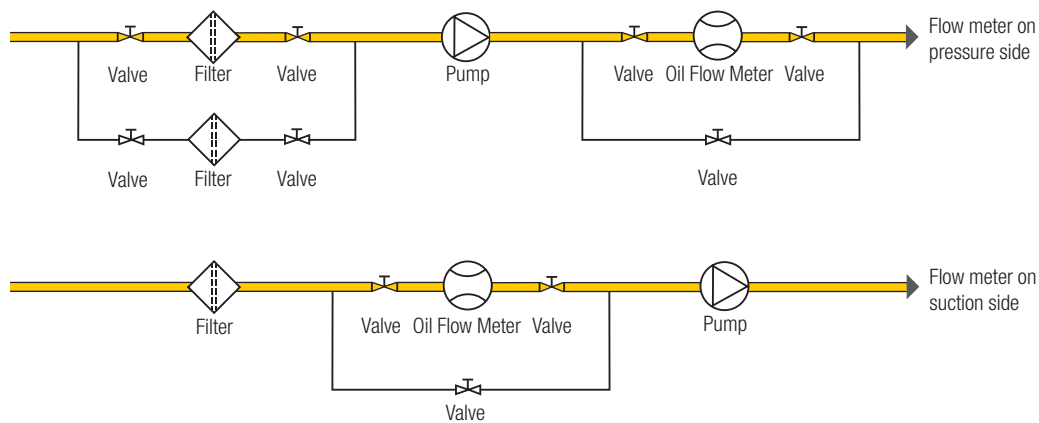 Flow meter on
pressure side
Valve Filter Valve Pump Valve Oil Flow Meter Valve
Valve Filter Valve Valve
Flow meter on
suction side
Filter Valve Oil Flow Meter Valve Pump
Valve